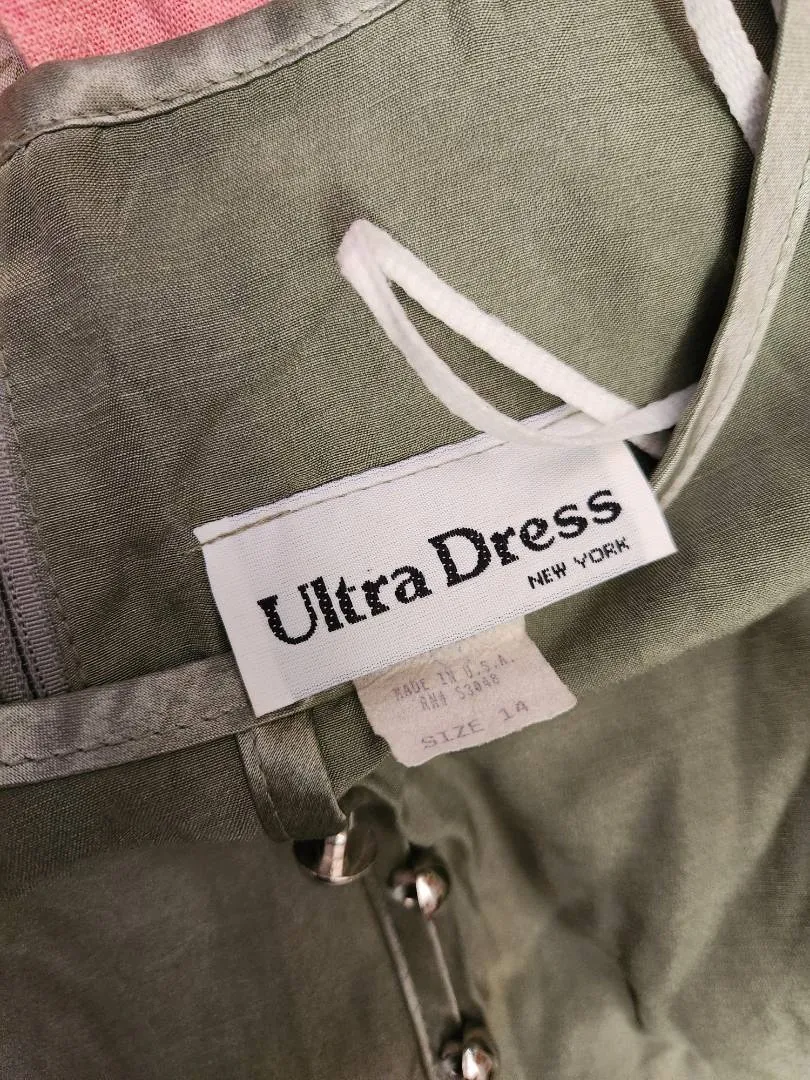 Ultra Dress
NEW YORK
MADE IN U.S.A.
RN# 53048
SIZE 14